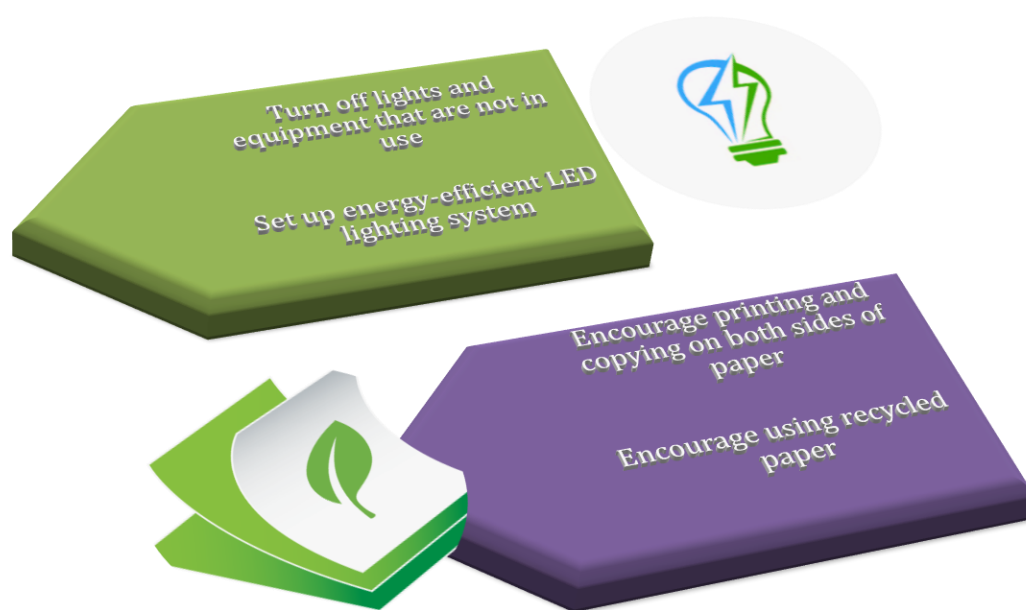 Turn off lights and
equipment that are not in
use
Set up energy-efficient LED
lighting system
Encourage printing and
copying on both sides of
paper
Encourage using recycled
paper